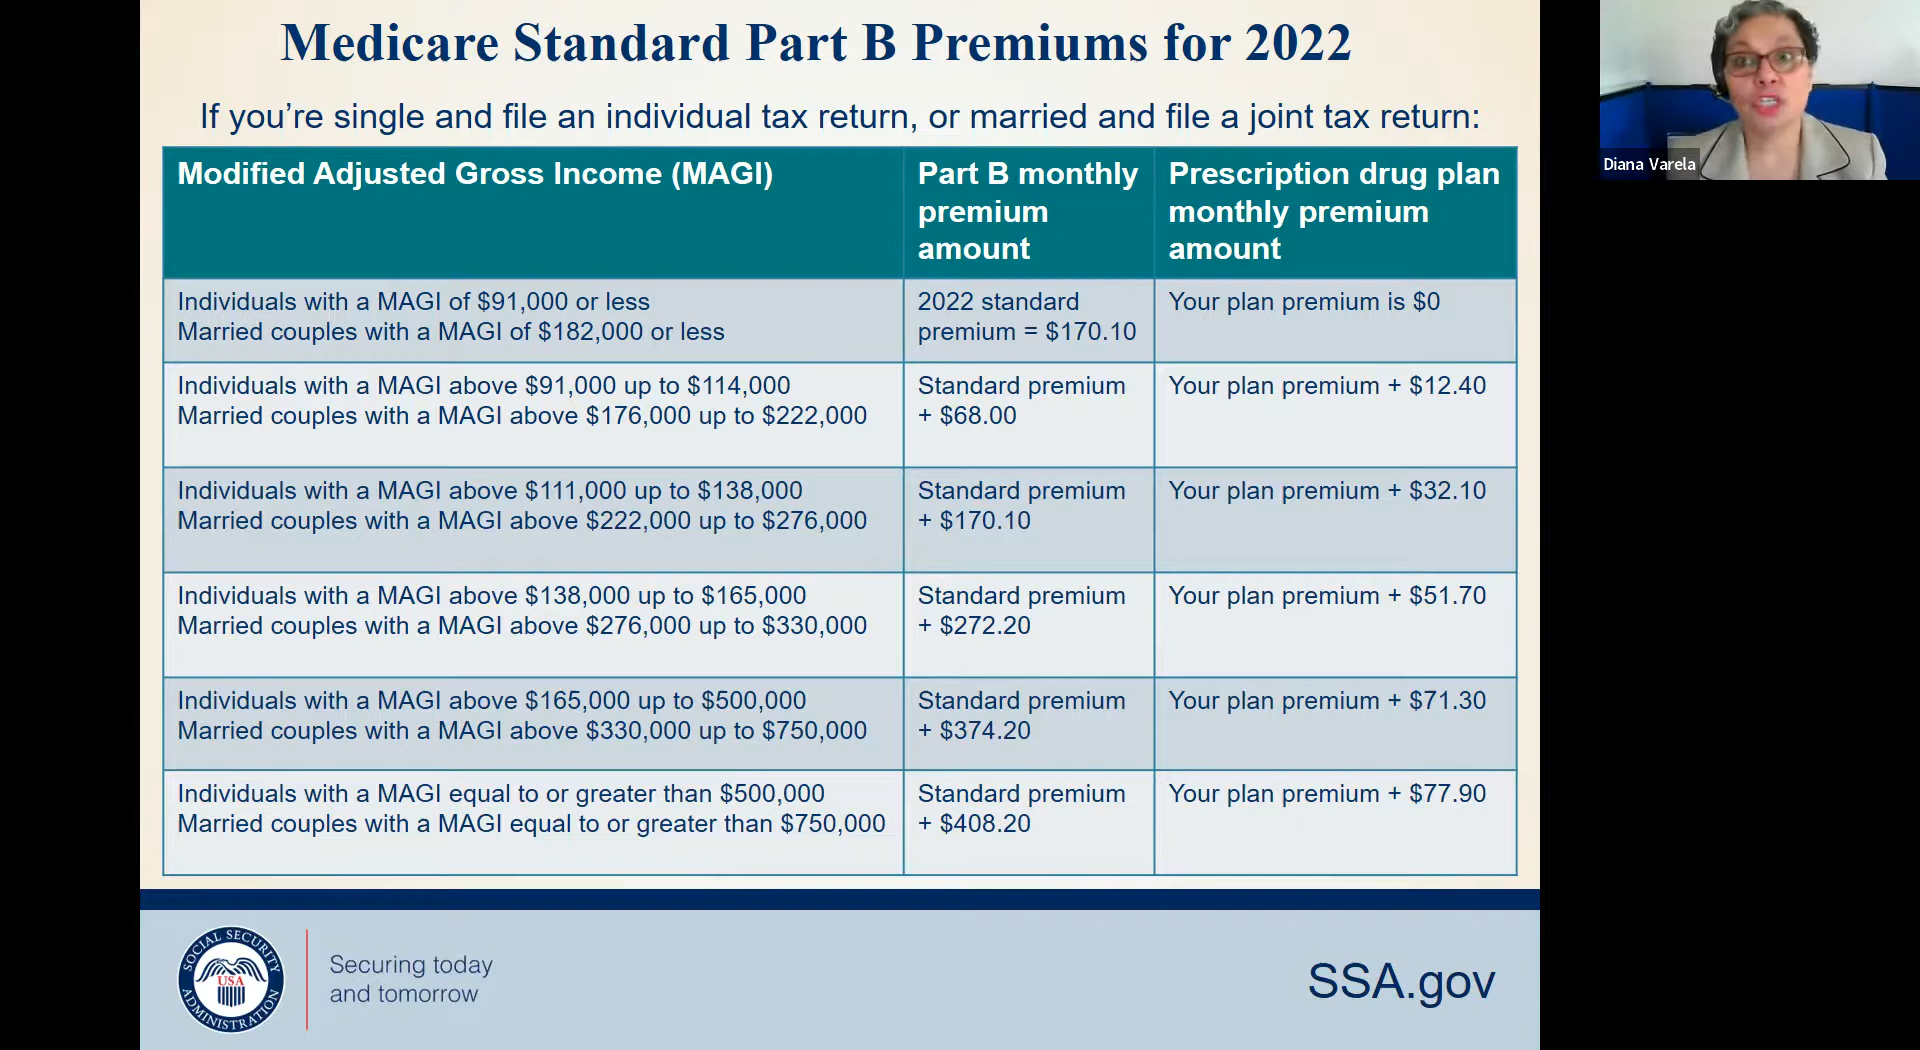 Medicare Standard Part B Premiums for 2022
If you’re single and file an individual tax return, or married and file a joint tax return:
Modified Adjusted Gross Income (MAGI)
Part B monthly
premium
amount
Prescription drug plan
monthly premium
amount
Individuals with a MAGI of $91,000 or less
Married couples with a MAGI of $182,000 or less
2022 standard
premium = $170.10
Your plan premium is $0
Individuals with a MAGI above $91,000 up to $114,000
Married couples with a MAGI above $176,000 up to $222,000
Standard premium
+ $68.00
Your plan premium + $12.40
Individuals with a MAGI above $111,000 up to $138,000
Married couples with a MAGI above $222,000 up to $276,000
Standard premium
+ $170.10
Your plan premium + $32.10
Individuals with a MAGI above $138,000 up to $165,000
Married couples with a MAGI above $276,000 up to $330,000
Standard premium
+ $272.20
Your plan premium + $51.70
Individuals with a MAGI above $165,000 up to $500,000
Married couples with a MAGI above $330,000 up to $750,000
Standard premium
+ $374.20
Your plan premium + $71.30
Individuals with a MAGI equal to or greater than $500,000
Married couples with a MAGI equal to or greater than $750,000
Standard premium
+ $408.20
Your plan premium + $77.90
SOCIAL SECURITY
USA
ADMINISTRATION
Securing today
and tomorrow
SSA.gov
Diana Varela